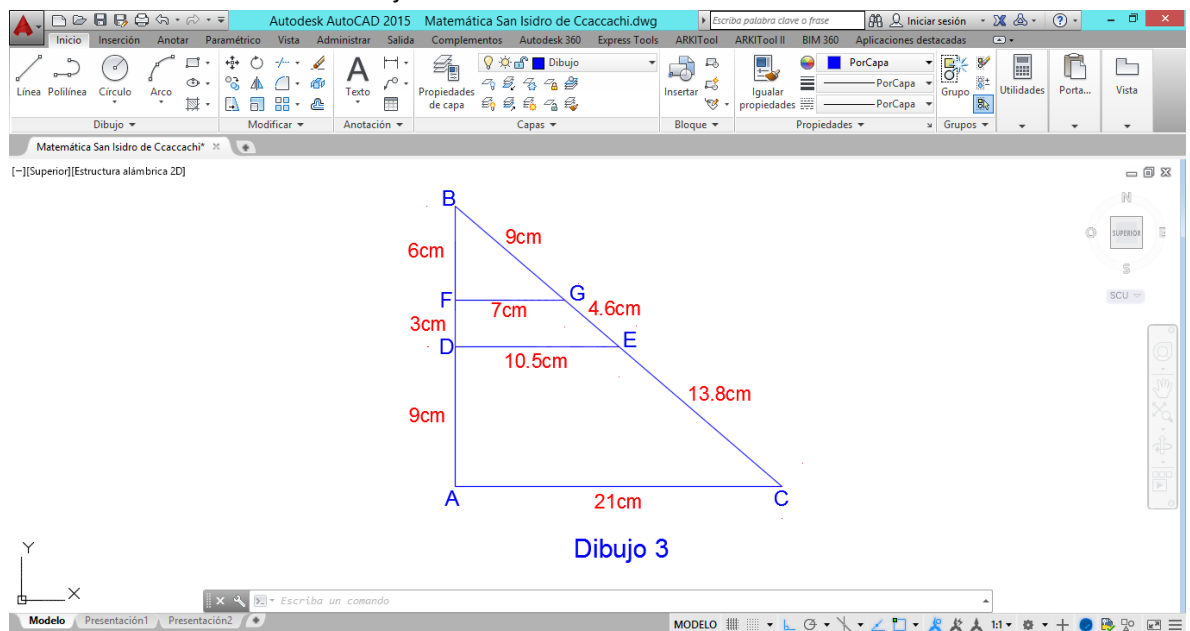 Autodesk AutoCAD 2015 Matemática San Isidro de Ccaccachi.dwg
Escriba palabra clave o frase
Iniciar sesión
Inicio Inserción Anotar Paramétrico Vista Administrar Salida Complementos Autodesk 360 Express Tools ARKITool ARKITool II BIM 360 Aplicaciones destacadas
Línea Polilínea Círculo Arco
Texto
Propiedades de capa
Dibujo
Insertar
Igualar propiedades
PorCapa
PorCapa
PorCapa
Grupo
Utilidades
Porta...
Vista
Dibujo Modificar Anotación Capas Bloque Propiedades Grupos
Matemática San Isidro de Ccaccachi*
[−][Superior][Estructura alámbrica 2D]
N
O SUPERIOR E
S
SCU
B
6cm 9cm
F G
7cm 4.6cm
3cm
D E
10.5cm
13.8cm
9cm
A C
21cm
Dibujo 3
Y
X
Escriba un comando
Modelo Presentación1 Presentación2
MODELO 1:1